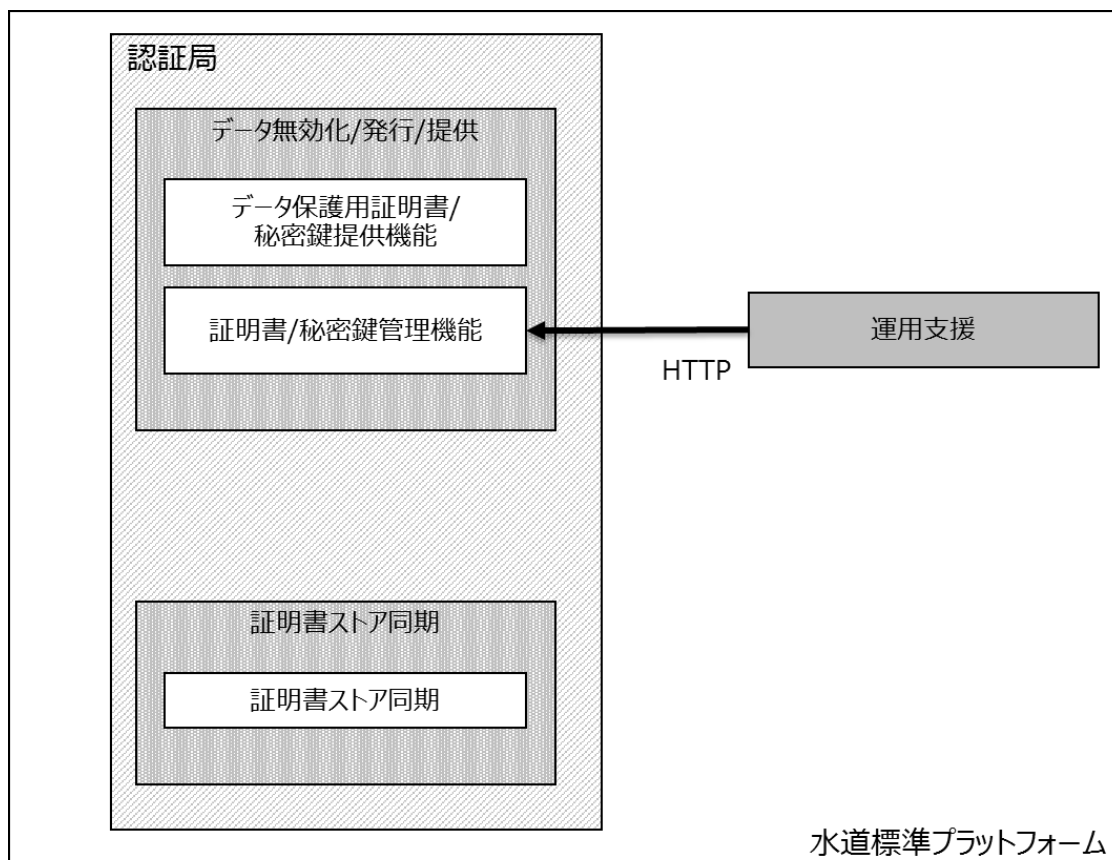 認証局
データ無効化/発行/提供
データ保護用証明書/
秘密鍵提供機能
証明書/秘密鍵管理機能
運用支援
HTTP
証明書ストア同期
証明書ストア同期
水道標準プラットフォーム